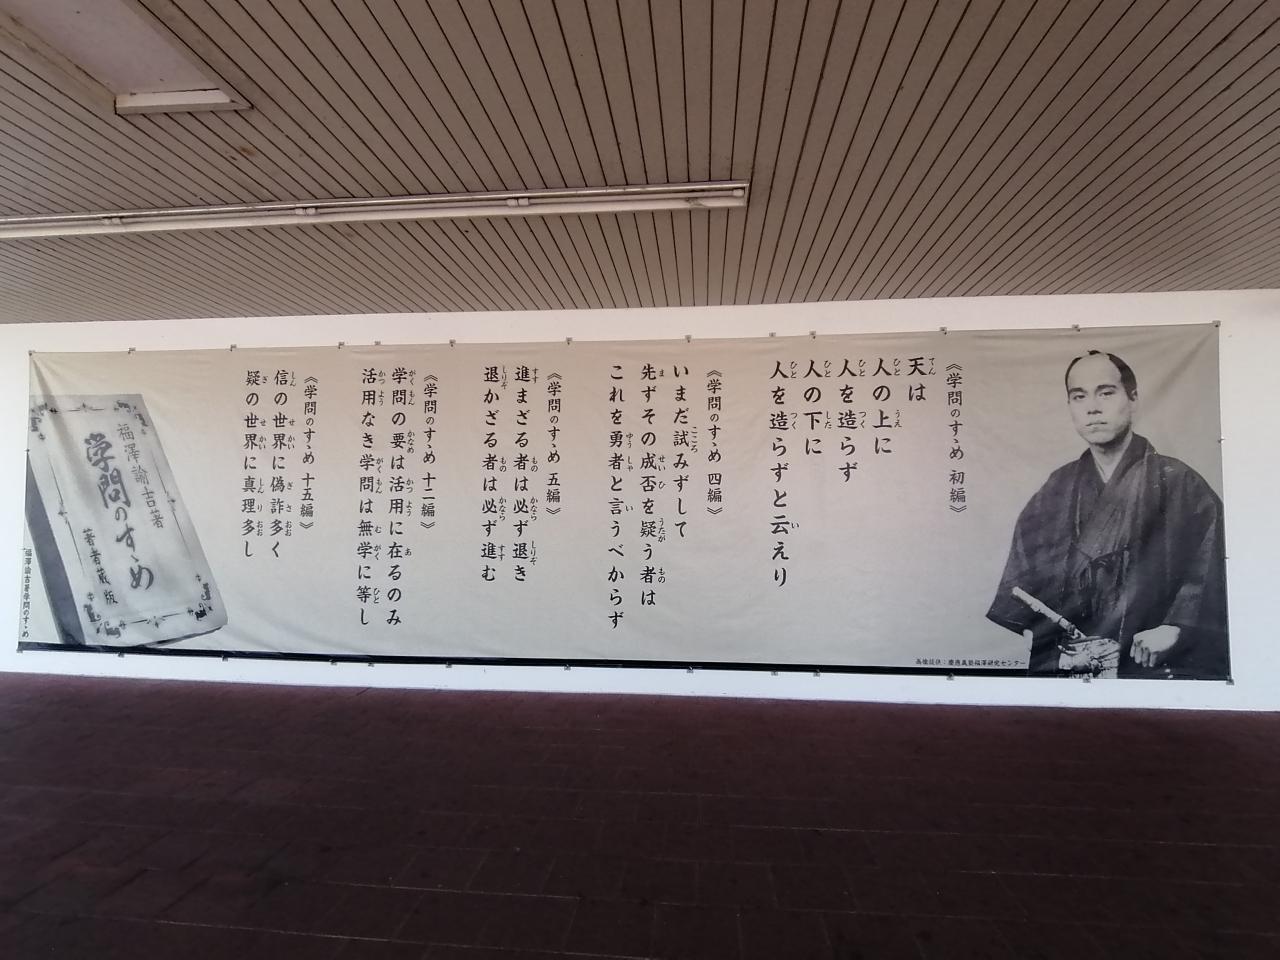 《学問のすゝめ 初編》
天は
人の上に
人を造らず
人の下に
人を造らずと云えり
《学問のすゝめ 四編》
いまだ試みずして
先ずその成否を疑う者は
これを勇者と言うべからず
《学問のすゝめ 五編》
進まざる者は必ず退き
退かざる者は必ず進む
《学問のすゝめ 十二編》
学問の要は活用に在るのみ
活用なき学問は無学に等し
《学問のすゝめ 十五編》
信の世界に偽詐多く
疑の世界に真理多し
福澤諭吉著
学問のすゝめ
著者蔵版
福澤諭吉著学問のすゝめ
画像提供:慶應義塾福澤研究センター